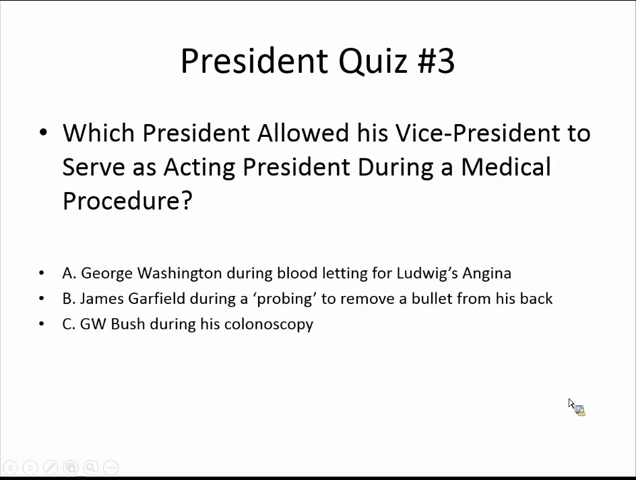 President Quiz #3
• Which President Allowed his Vice-President to
Serve as Acting President During a Medical
Procedure?
• A. George Washington during blood letting for Ludwig's Angina
• B. James Garfield during a 'probing' to remove a bullet from his back
• C. GW Bush during his colonoscopy